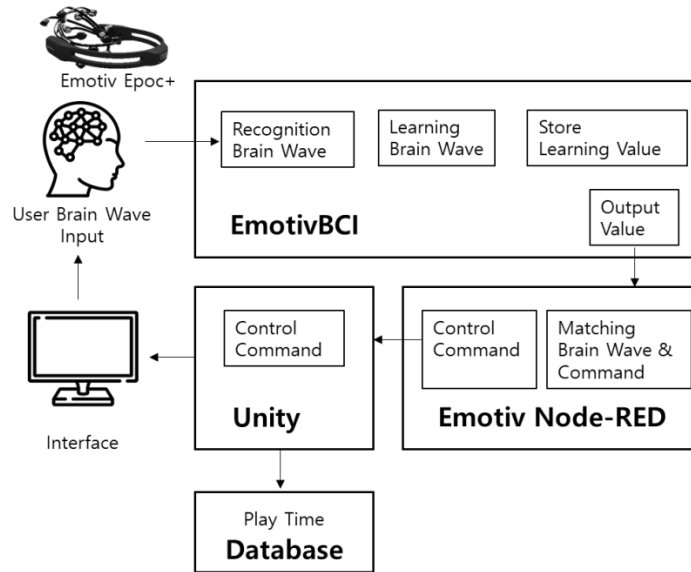 Emotiv Epoc+
User Brain Wave
Input
Recognition
Brain Wave
Learning
Brain Wave
Store
Learning Value
EmotivBCI
Output
Value
Control
Command
Matching
Brain Wave &
Command
Emotiv Node-RED
Control
Command
Unity
Interface
Play Time
Database